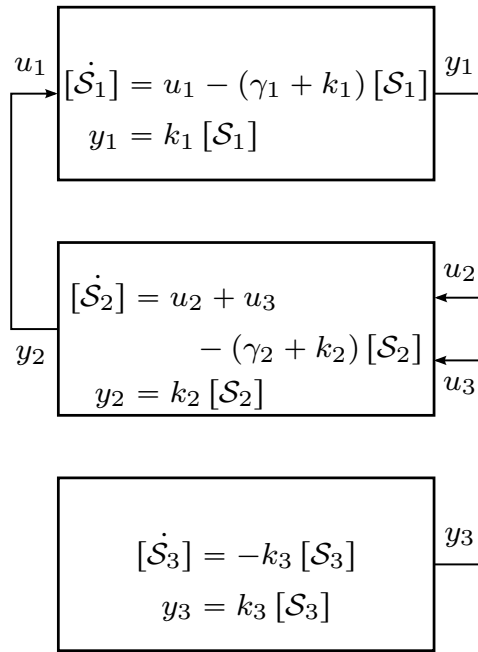 u₁
y₁
[𝒮̇₁] = u₁ − (γ₁ + k₁) [𝒮₁]
y₁ = k₁ [𝒮₁]
[𝒮̇₂] = u₂ + u₃
− (γ₂ + k₂) [𝒮₂]
y₂ = k₂ [𝒮₂]
u₂
y₂
u₃
[𝒮̇₃] = −k₃ [𝒮₃]
y₃ = k₃ [𝒮₃]
y₃